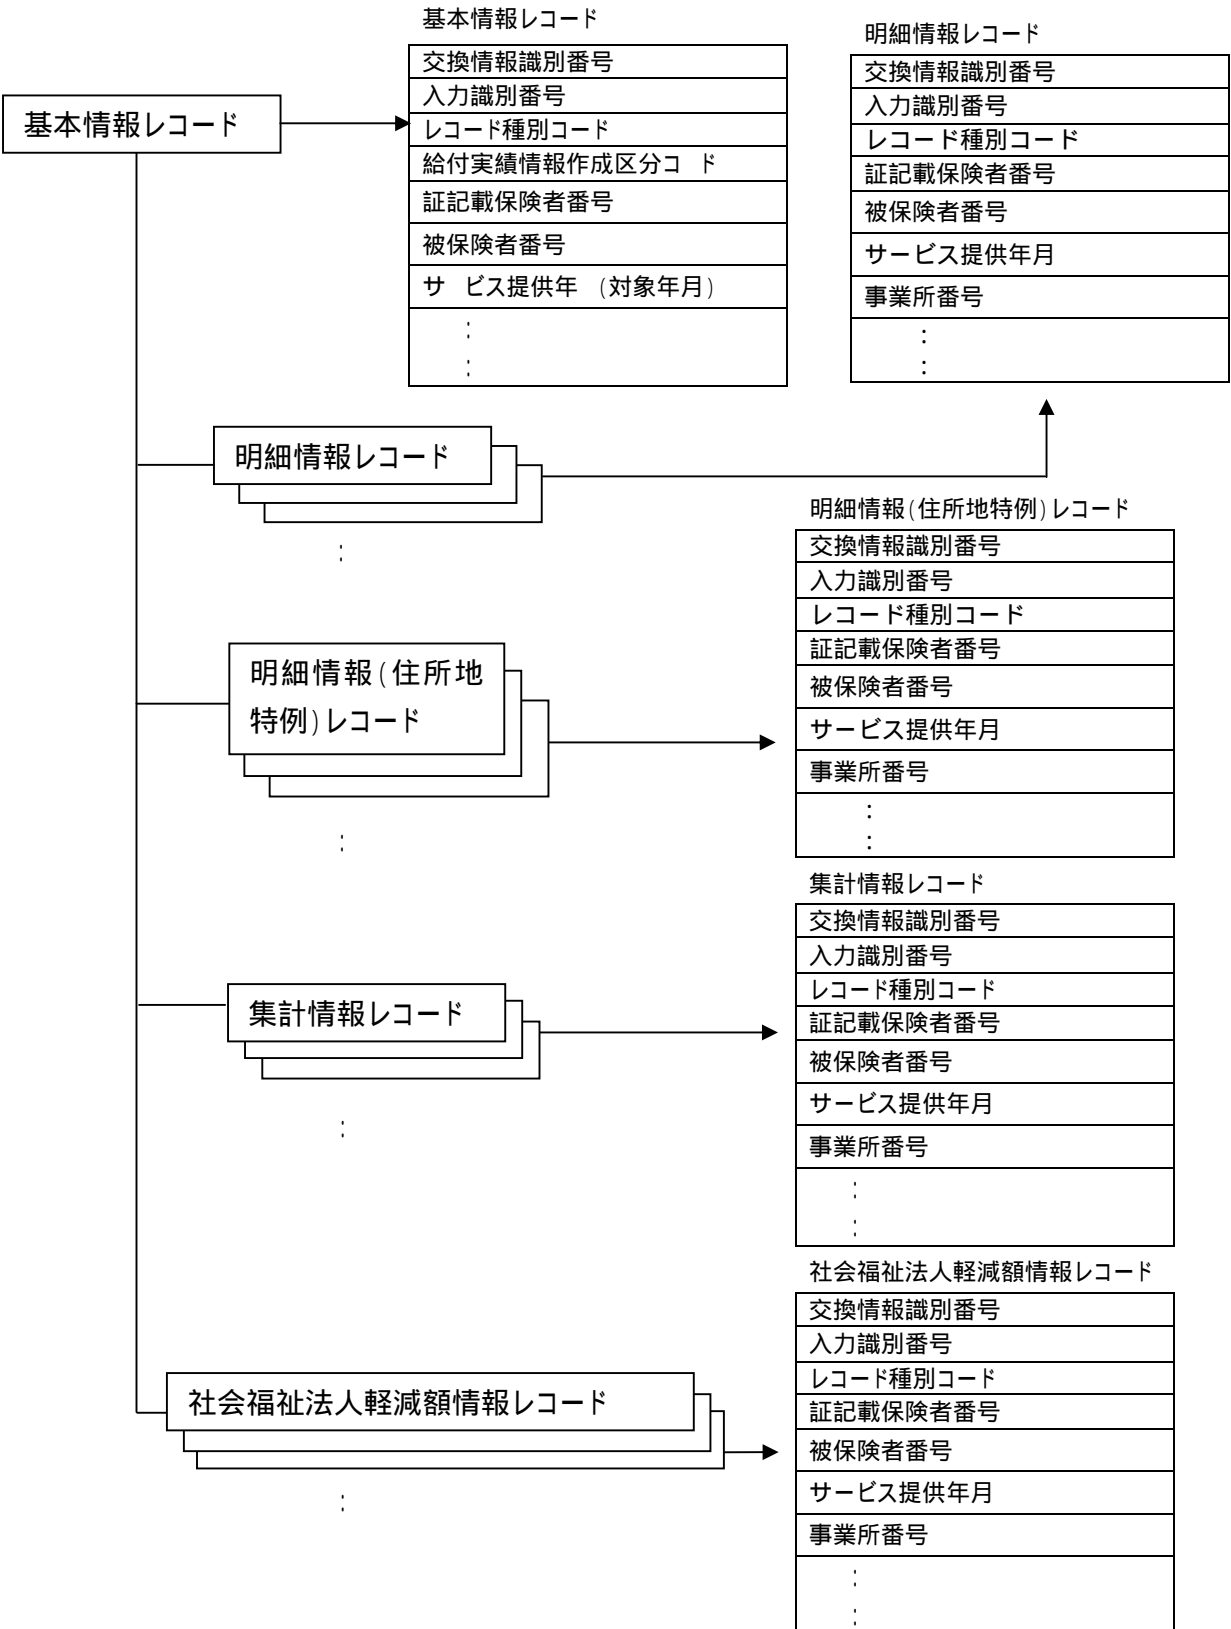 基本情報レコード
基本情報レコード
交換情報識別番号
入力識別番号
レコード種別コード
給付実績情報作成区分コ ド
証記載保険者番号
被保険者番号
サ ビス提供年 (対象年月)
:
:
明細情報レコード
交換情報識別番号
入力識別番号
レコード種別コード
証記載保険者番号
被保険者番号
サービス提供年月
事業所番号
:
:
明細情報レコード
:
明細情報(住所地特例)レコード
交換情報識別番号
入力識別番号
レコード種別コード
証記載保険者番号
被保険者番号
サービス提供年月
事業所番号
:
:
明細情報(住所地
特例)レコード
:
集計情報レコード
交換情報識別番号
入力識別番号
レコード種別コード
証記載保険者番号
被保険者番号
サービス提供年月
事業所番号
:
:
集計情報レコード
:
社会福祉法人軽減額情報レコード
交換情報識別番号
入力識別番号
レコード種別コード
証記載保険者番号
被保険者番号
サービス提供年月
事業所番号
:
:
社会福祉法人軽減額情報レコード
: